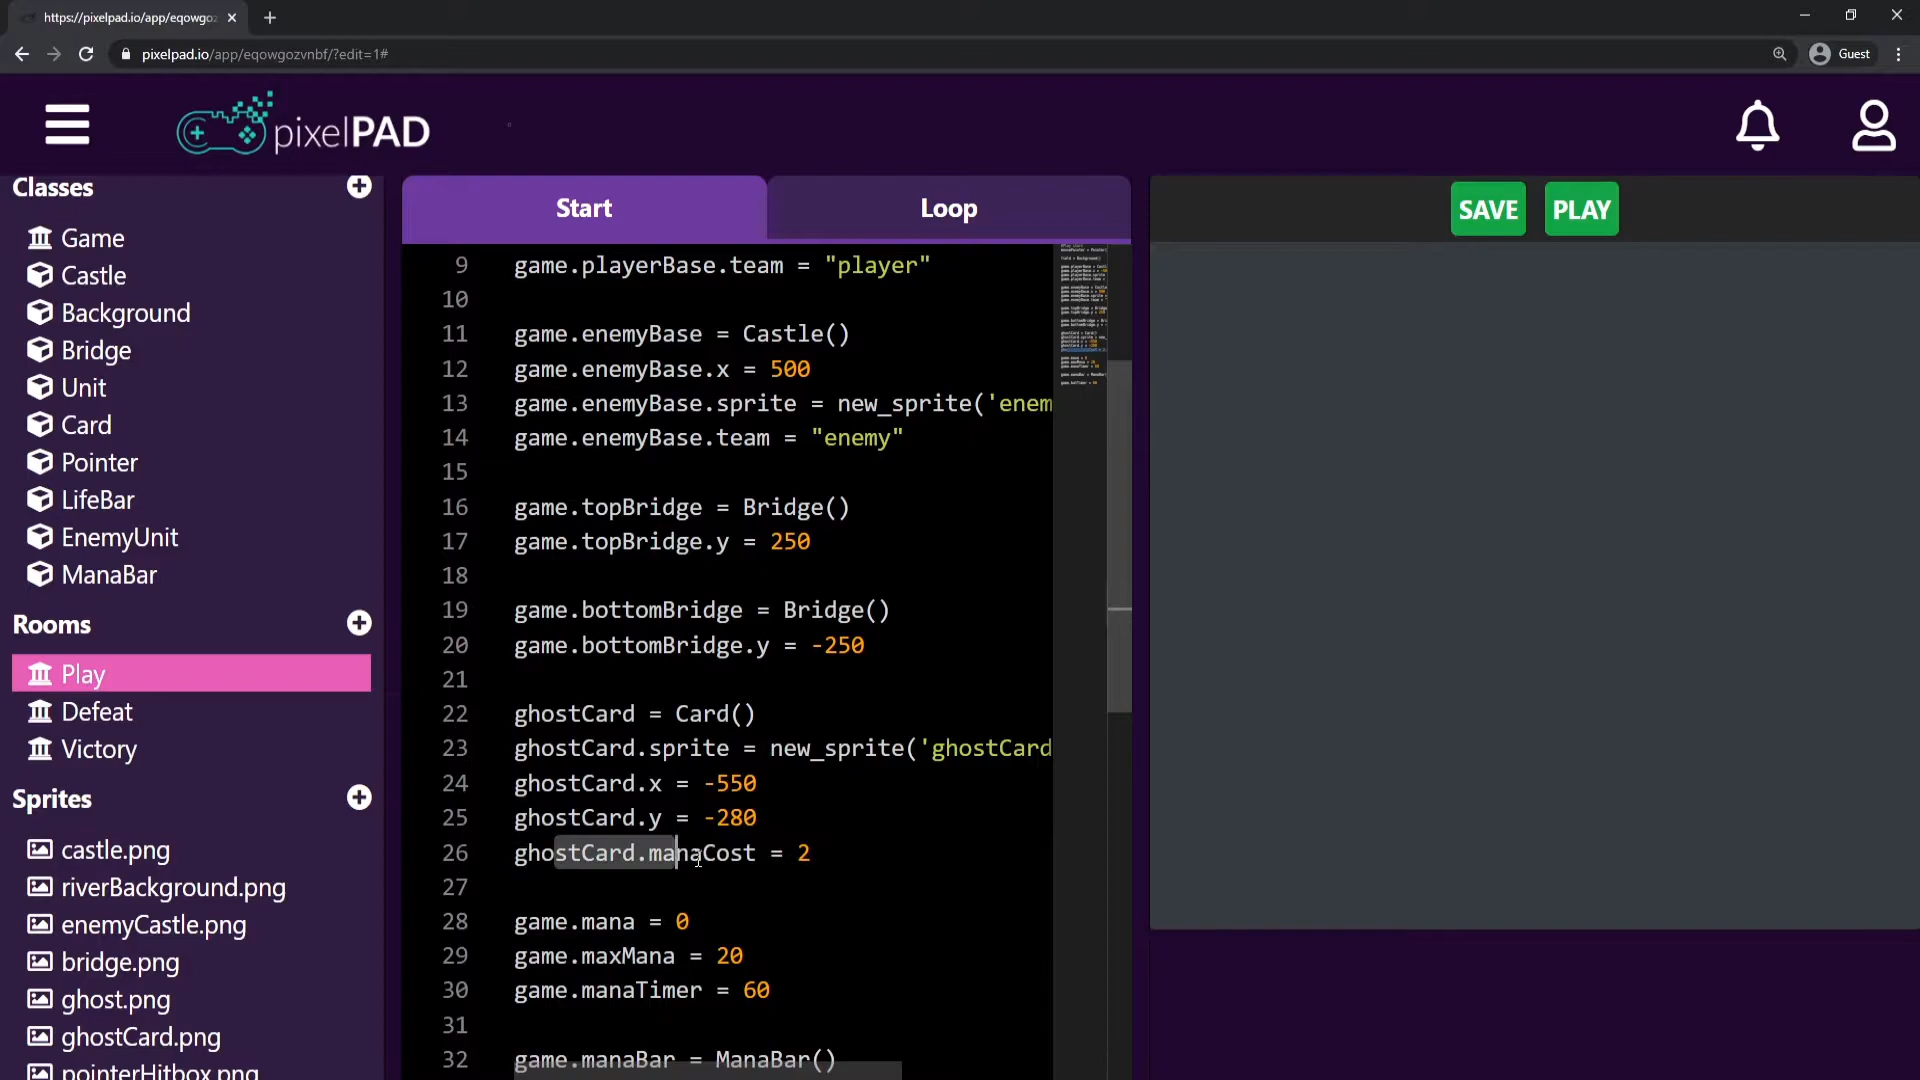 https://pixelpad.io/app/eqowgoz
pixelpad.io/app/eqowgozvnbf/?edit=1#
Guest
pixelPAD
Classes
Game
Castle
Background
Bridge
Unit
Card
Pointer
LifeBar
EnemyUnit
ManaBar
Rooms
Play
Defeat
Victory
Sprites
castle.png
riverBackground.png
enemyCastle.png
bridge.png
ghost.png
ghostCard.png
pointerHitbox.png
Start
Loop
SAVE
PLAY
9 game.playerBase.team = "player"
10
11 game.enemyBase = Castle()
12 game.enemyBase.x = 500
13 game.enemyBase.sprite = new_sprite('enem
14 game.enemyBase.team = "enemy"
15
16 game.topBridge = Bridge()
17 game.topBridge.y = 250
18
19 game.bottomBridge = Bridge()
20 game.bottomBridge.y = -250
21
22 ghostCard = Card()
23 ghostCard.sprite = new_sprite('ghostCard
24 ghostCard.x = -550
25 ghostCard.y = -280
26 ghostCard.manaCost = 2
27
28 game.mana = 0
29 game.maxMana = 20
30 game.manaTimer = 60
31
32 game.manaBar = ManaBar()